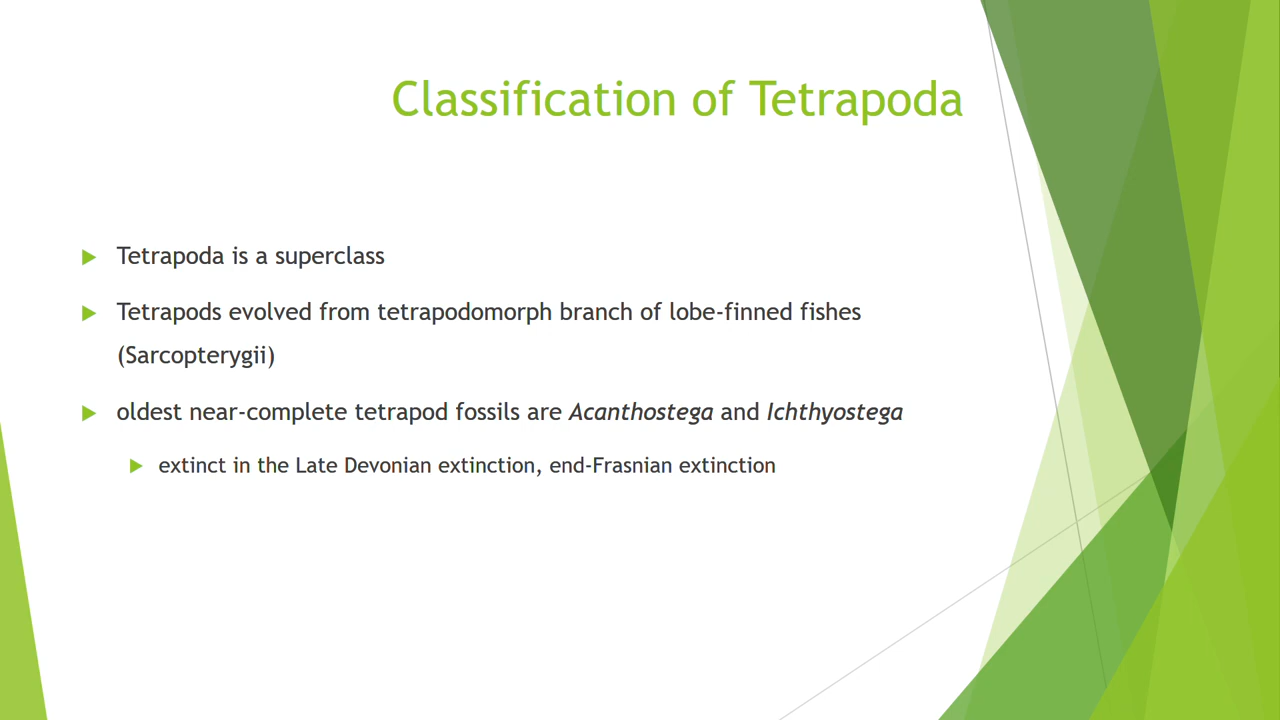 Classification of Tetrapoda
Tetrapoda is a superclass
Tetrapods evolved from tetrapodomorph branch of lobe-finned fishes
(Sarcopterygii)
oldest near-complete tetrapod fossils are Acanthostega and Ichthyostega
extinct in the Late Devonian extinction, end-Frasnian extinction